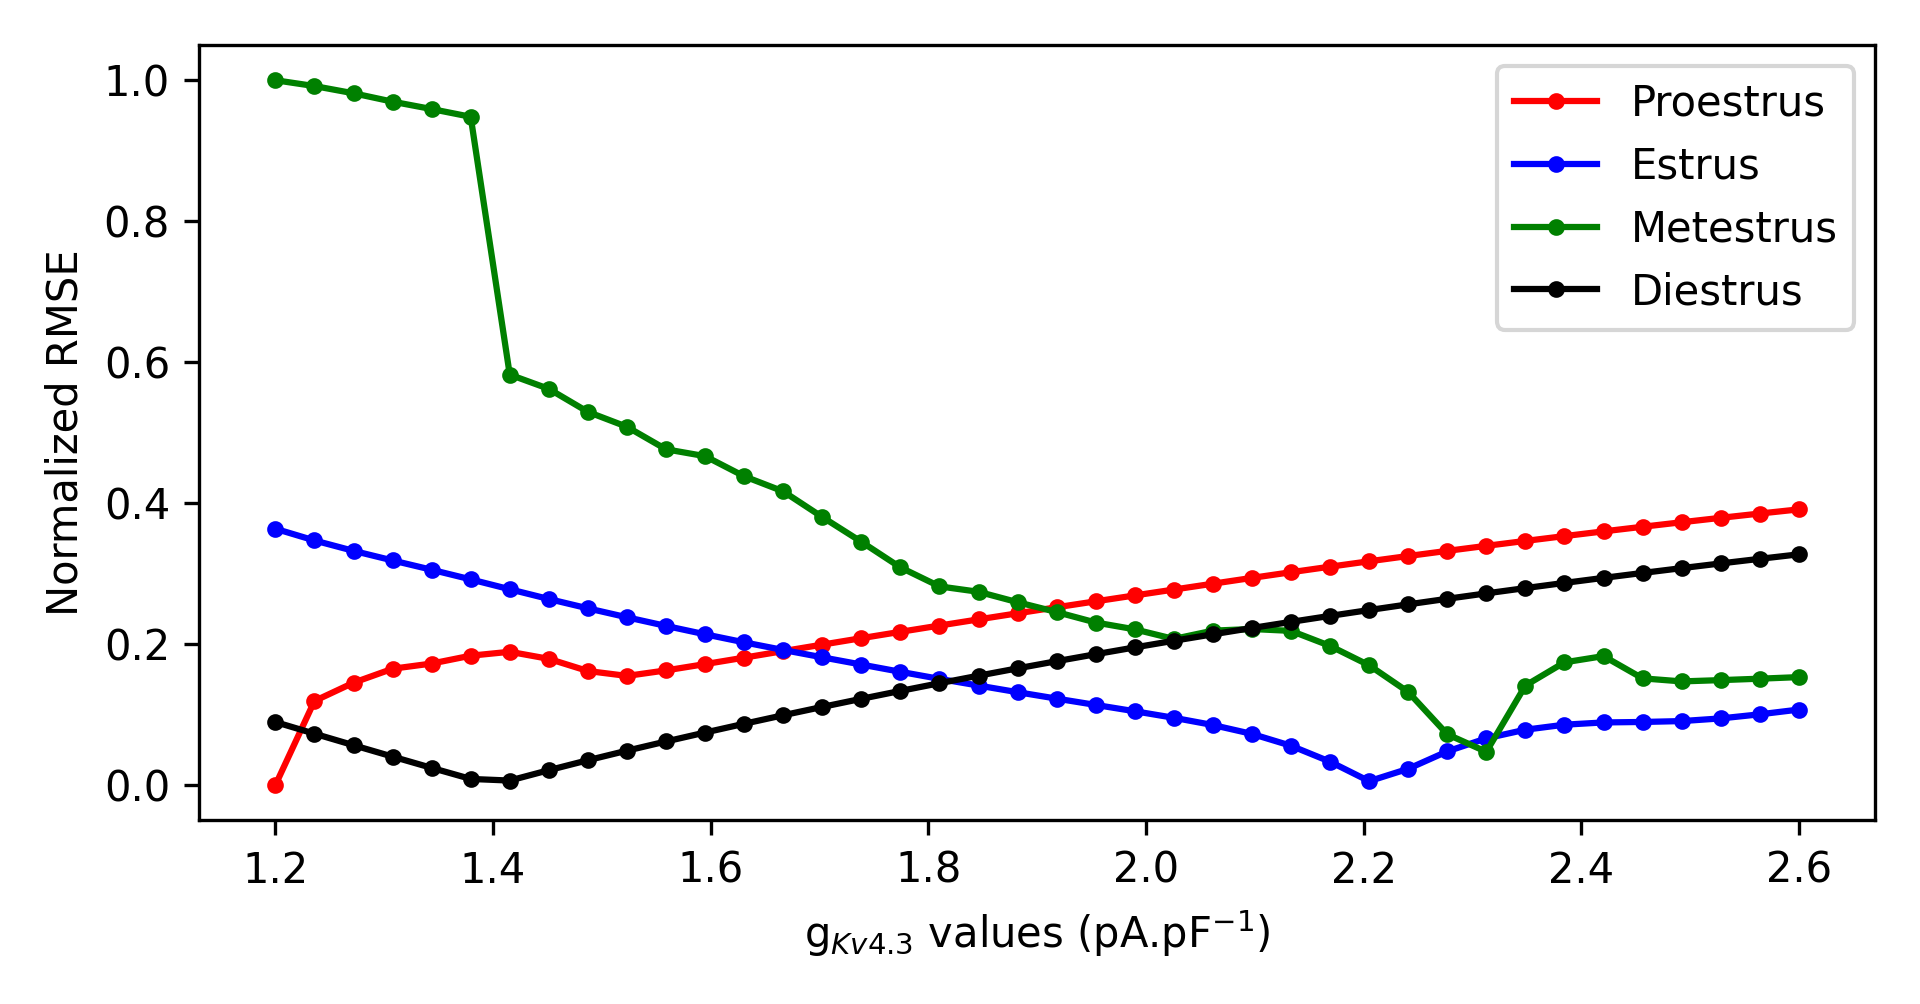 Normalized RMSE
1.0
0.8
0.6
0.4
0.2
0.0
Proestrus
Estrus
Metestrus
Diestrus
1.2 1.4 1.6 1.8 2.0 2.2 2.4 2.6
g_{Kv4.3} values (pA.pF^{−1})